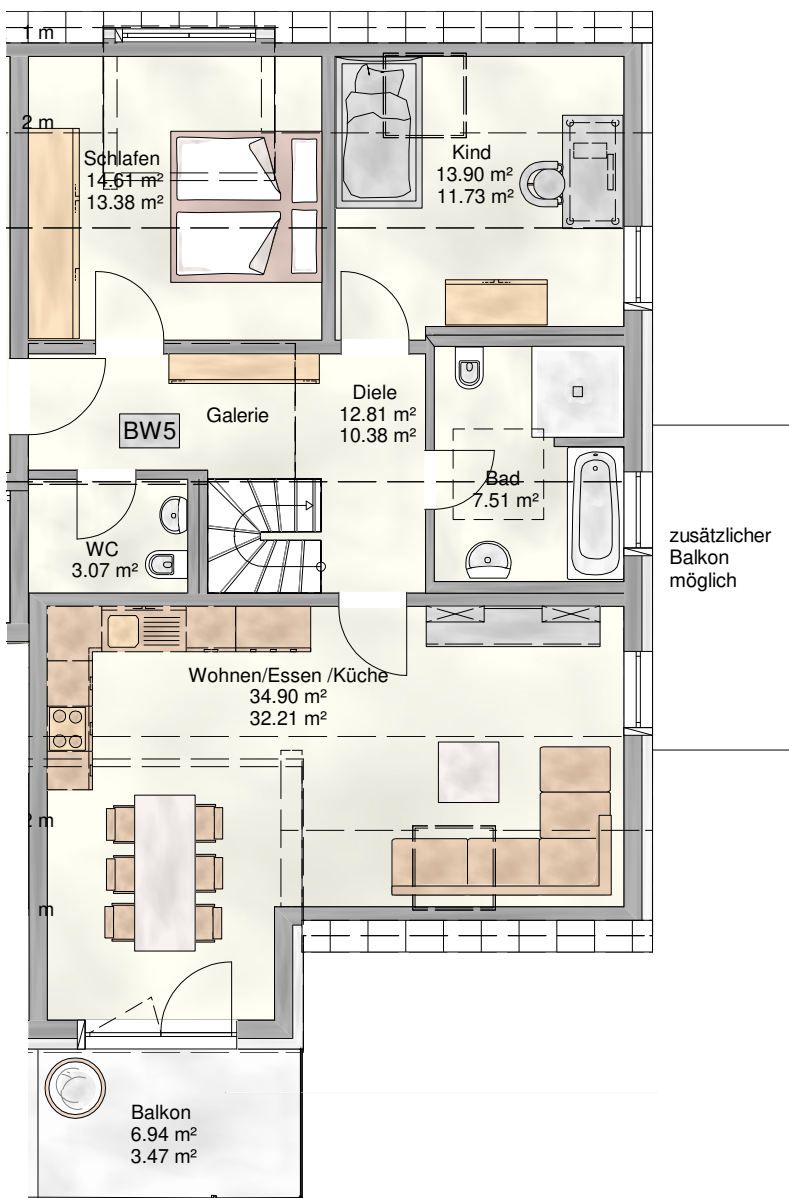 1 m
2 m
Schlafen
14.61 m²
13.38 m²
Kind
13.90 m²
11.73 m²
Diele
12.81 m²
10.38 m²
Galerie
BW5
Bad
7.51 m²
WC
3.07 m²
zusätzlicher
Balkon
möglich
Wohnen/Essen /Küche
34.90 m²
32.21 m²
2 m
m
Balkon
6.94 m²
3.47 m²